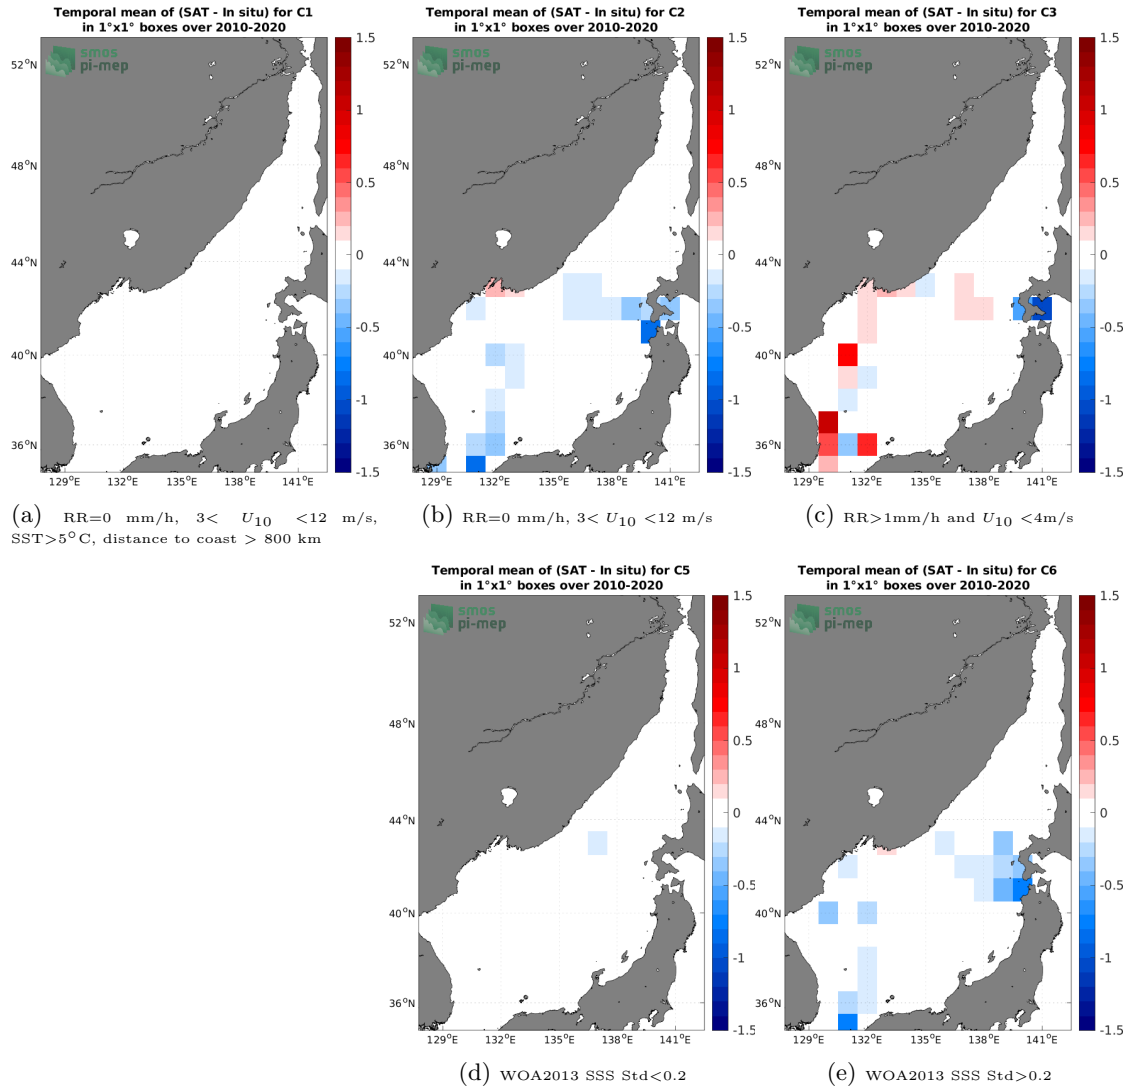 Temporal mean of (SAT - In situ) for C1
in 1°x1° boxes over 2010-2020
smos
pi-mep
52°N
48°N
44°N
40°N
36°N
129°E 132°E 135°E 138°E 141°E
1.5
1
0.5
0
-0.5
-1
-1.5
(a) RR=0 mm/h, 3< U10 <12 m/s,
SST>5°C, distance to coast > 800 km
Temporal mean of (SAT - In situ) for C2
in 1°x1° boxes over 2010-2020
smos
pi-mep
52°N
48°N
44°N
40°N
36°N
129°E 132°E 135°E 138°E 141°E
1.5
1
0.5
0
-0.5
-1
-1.5
(b) RR=0 mm/h, 3< U10 <12 m/s
Temporal mean of (SAT - In situ) for C3
in 1°x1° boxes over 2010-2020
smos
pi-mep
52°N
48°N
44°N
40°N
36°N
129°E 132°E 135°E 138°E 141°E
1.5
1
0.5
0
-0.5
-1
-1.5
(c) RR>1mm/h and U10 <4m/s
Temporal mean of (SAT - In situ) for C5
in 1°x1° boxes over 2010-2020
smos
pi-mep
52°N
48°N
44°N
40°N
36°N
129°E 132°E 135°E 138°E 141°E
1.5
1
0.5
0
-0.5
-1
-1.5
(d) WOA2013 SSS Std<0.2
Temporal mean of (SAT - In situ) for C6
in 1°x1° boxes over 2010-2020
smos
pi-mep
52°N
48°N
44°N
40°N
36°N
129°E 132°E 135°E 138°E 141°E
1.5
1
0.5
0
-0.5
-1
-1.5
(e) WOA2013 SSS Std>0.2